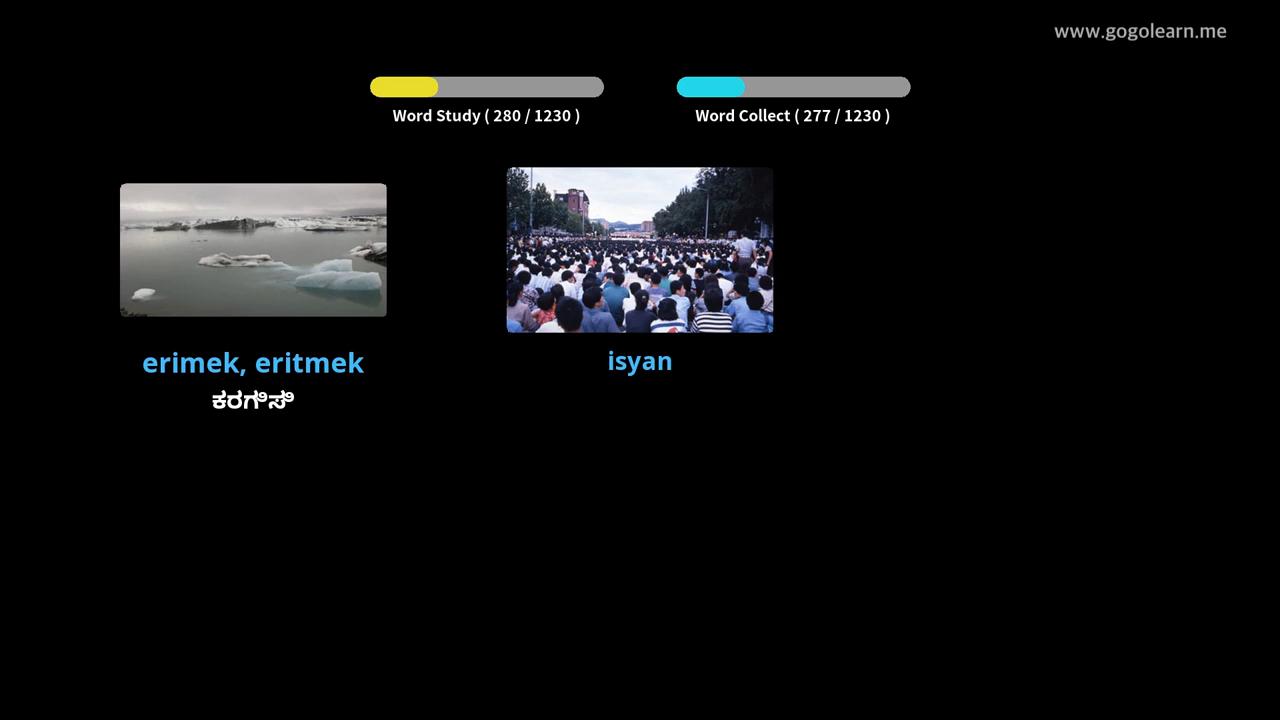 www.gogolearn.me
Word Study ( 280 / 1230 )
Word Collect ( 277 / 1230 )
erimek, eritmek
ಕರಗಿಸಿ
isyan